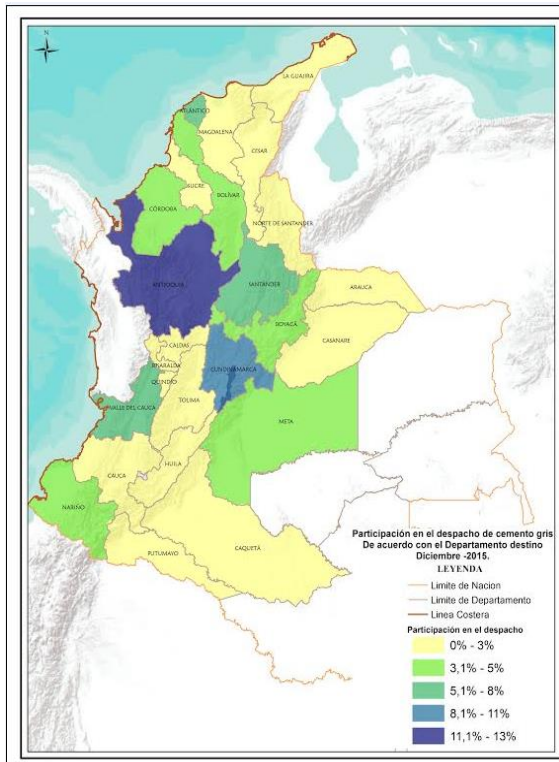 N
LA GUAJIRA
ATLÁNTICO
MAGDALENA
CESAR
SUCRE
BOLÍVAR
CÓRDOBA
NORTE DE SANTANDER
ANTIOQUIA
SANTANDER
ARAUCA
BOYACÁ
CASANARE
CALDAS
RISARALDA
CUNDINAMARCA
QUINDÍO
TOLIMA
VALLE DEL CAUCA
META
HUILA
CAUCA
NARIÑO
CAQUETÁ
PUTUMAYO
Participación en el despacho de cemento gris
De acuerdo con el Departamento destino
Diciembre -2015.
LEYENDA
Limite de Nacion
Limite de Departamento
Linea Costera
Participación en el despacho
0% - 3%
3,1% - 5%
5,1% - 8%
8,1% - 11%
11,1% - 13%